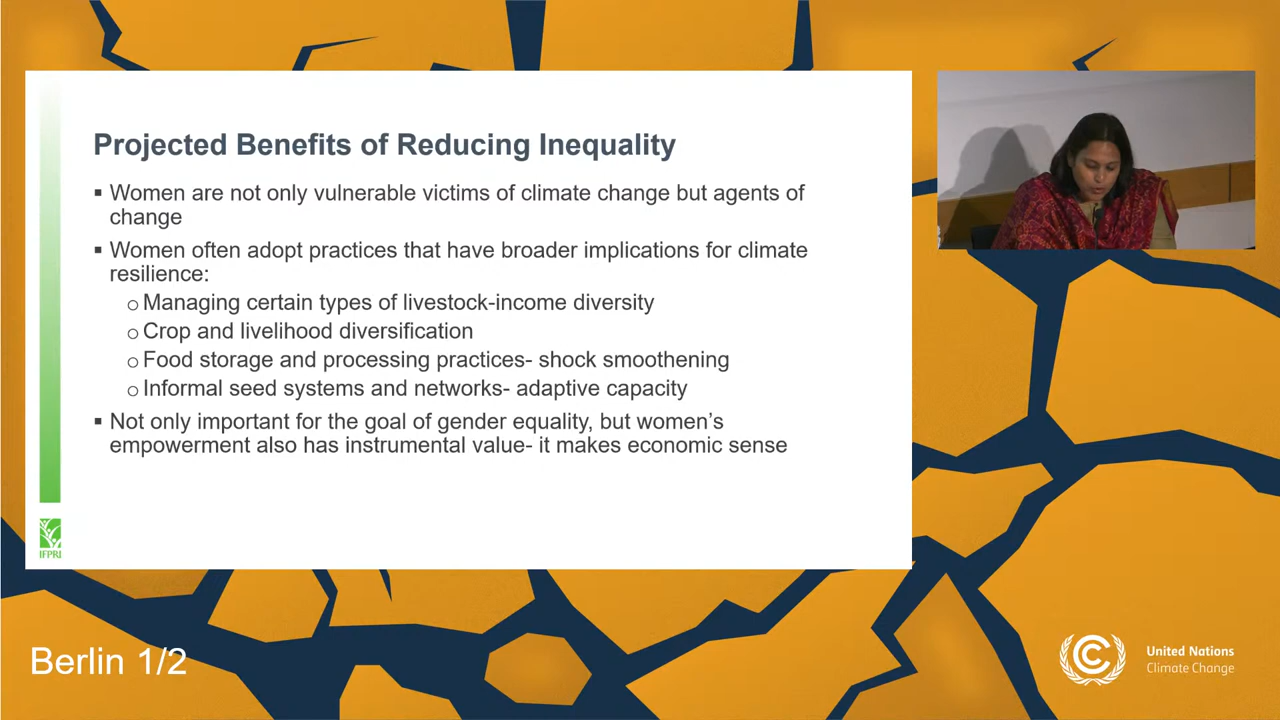 Projected Benefits of Reducing Inequality
▪ Women are not only vulnerable victims of climate change but agents of
change
▪ Women often adopt practices that have broader implications for climate
resilience:
o Managing certain types of livestock-income diversity
o Crop and livelihood diversification
o Food storage and processing practices- shock smoothening
o Informal seed systems and networks- adaptive capacity
▪ Not only important for the goal of gender equality, but women’s
empowerment also has instrumental value- it makes economic sense
IFPRI
Berlin 1/2
United Nations
Climate Change